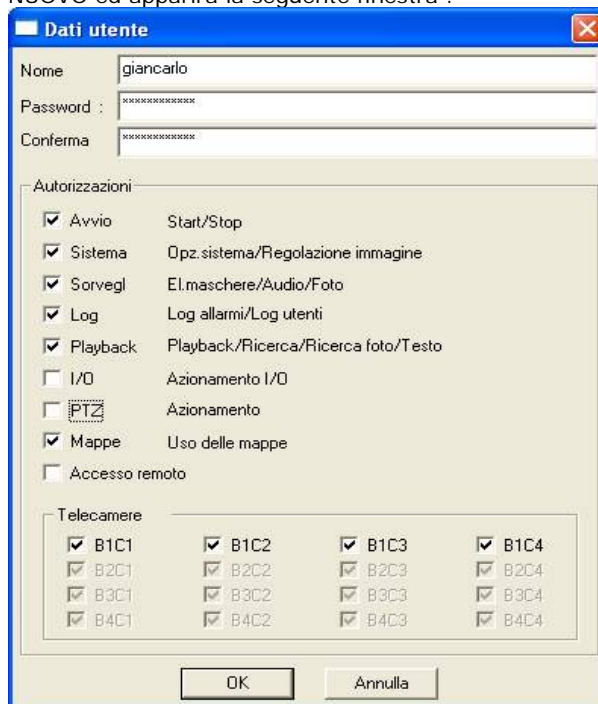 NUOVO ed apparirà la seguente finestra :
Dati utente
Nome giancarlo
Password : ************
Conferma ************
Autorizzazioni
Avvio Start/Stop
Sistema Opz.sistema/Regolazione immagine
Sorvegl El.maschere/Audio/Foto
Log Log allarmi/Log utenti
Playback Playback/Ricerca/Ricerca foto/Testo
I/O Azionamento I/O
PTZ Azionamento
Mappe Uso delle mappe
Accesso remoto
Telecamere
B1C1 B1C2 B1C3 B1C4
B2C1 B2C2 B2C3 B2C4
B3C1 B3C2 B3C3 B3C4
B4C1 B4C2 B4C3 B4C4
OK Annulla